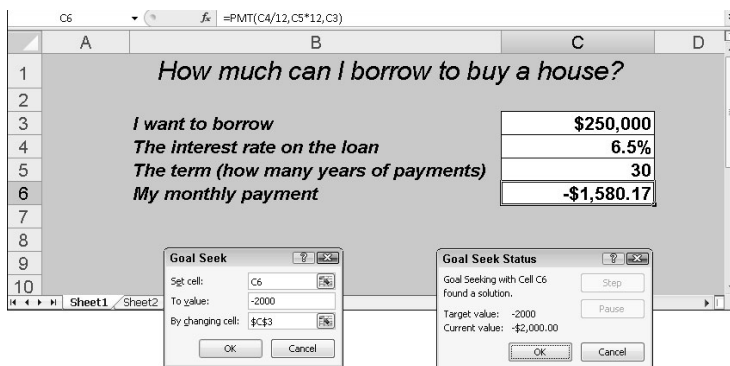 C6 fx =PMT(C4/12,C5*12,C3)
A B C D
1 How much can I borrow to buy a house?
2
3 I want to borrow $250,000
4 The interest rate on the loan 6.5%
5 The term (how many years of payments) 30
6 My monthly payment -$1,580.17
7
8
9
10
Sheet1 Sheet2
Goal Seek
Set cell: C6
To value: -2000
By changing cell: $C$3
OK Cancel
Goal Seek Status
Goal Seeking with Cell C6
found a solution.
Step
Target value: -2000
Pause
Current value: -$2,000.00
OK Cancel